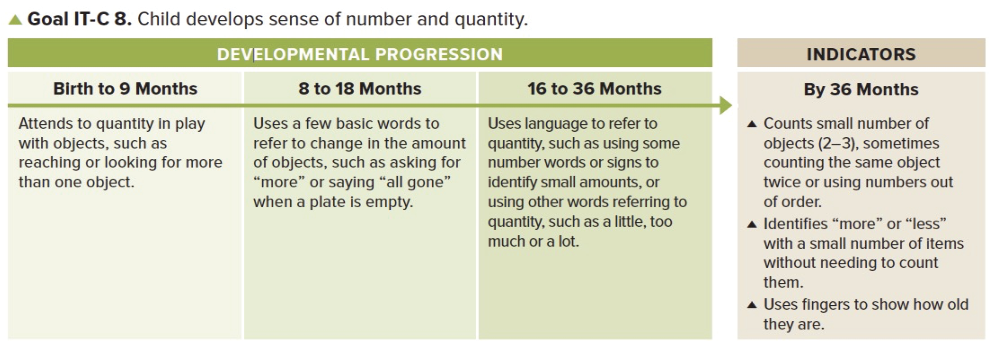 ▲ Goal IT-C 8. Child develops sense of number and quantity.
DEVELOPMENTAL PROGRESSION
INDICATORS
Birth to 9 Months
Attends to quantity in play
with objects, such as
reaching or looking for more
than one object.
8 to 18 Months
Uses a few basic words to
refer to change in the amount
of objects, such as asking for
“more” or saying “all gone”
when a plate is empty.
16 to 36 Months
Uses language to refer to
quantity, such as using some
number words or signs to
identify small amounts, or
using other words referring to
quantity, such as a little, too
much or a lot.
By 36 Months
▲ Counts small number of
objects (2–3), sometimes
counting the same object
twice or using numbers out
of order.
▲ Identifies “more” or “less”
with a small number of items
without needing to count
them.
▲ Uses fingers to show how old
they are.